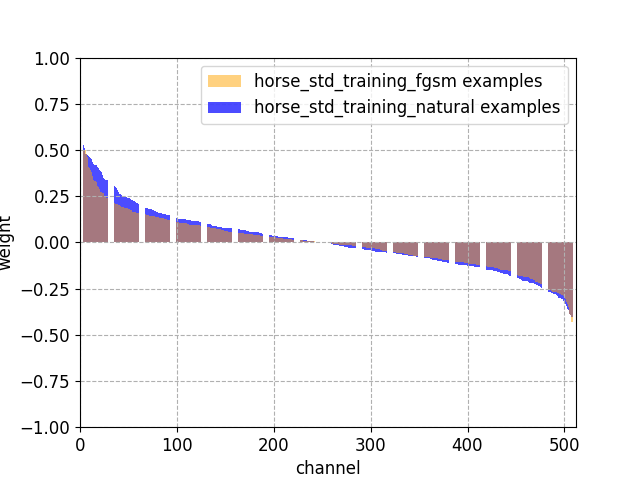 horse_std_training_fgsm examples
horse_std_training_natural examples
1.00
0.75
0.50
0.25
0.00
−0.25
−0.50
−0.75
−1.00
weight
0 100 200 300 400 500
channel